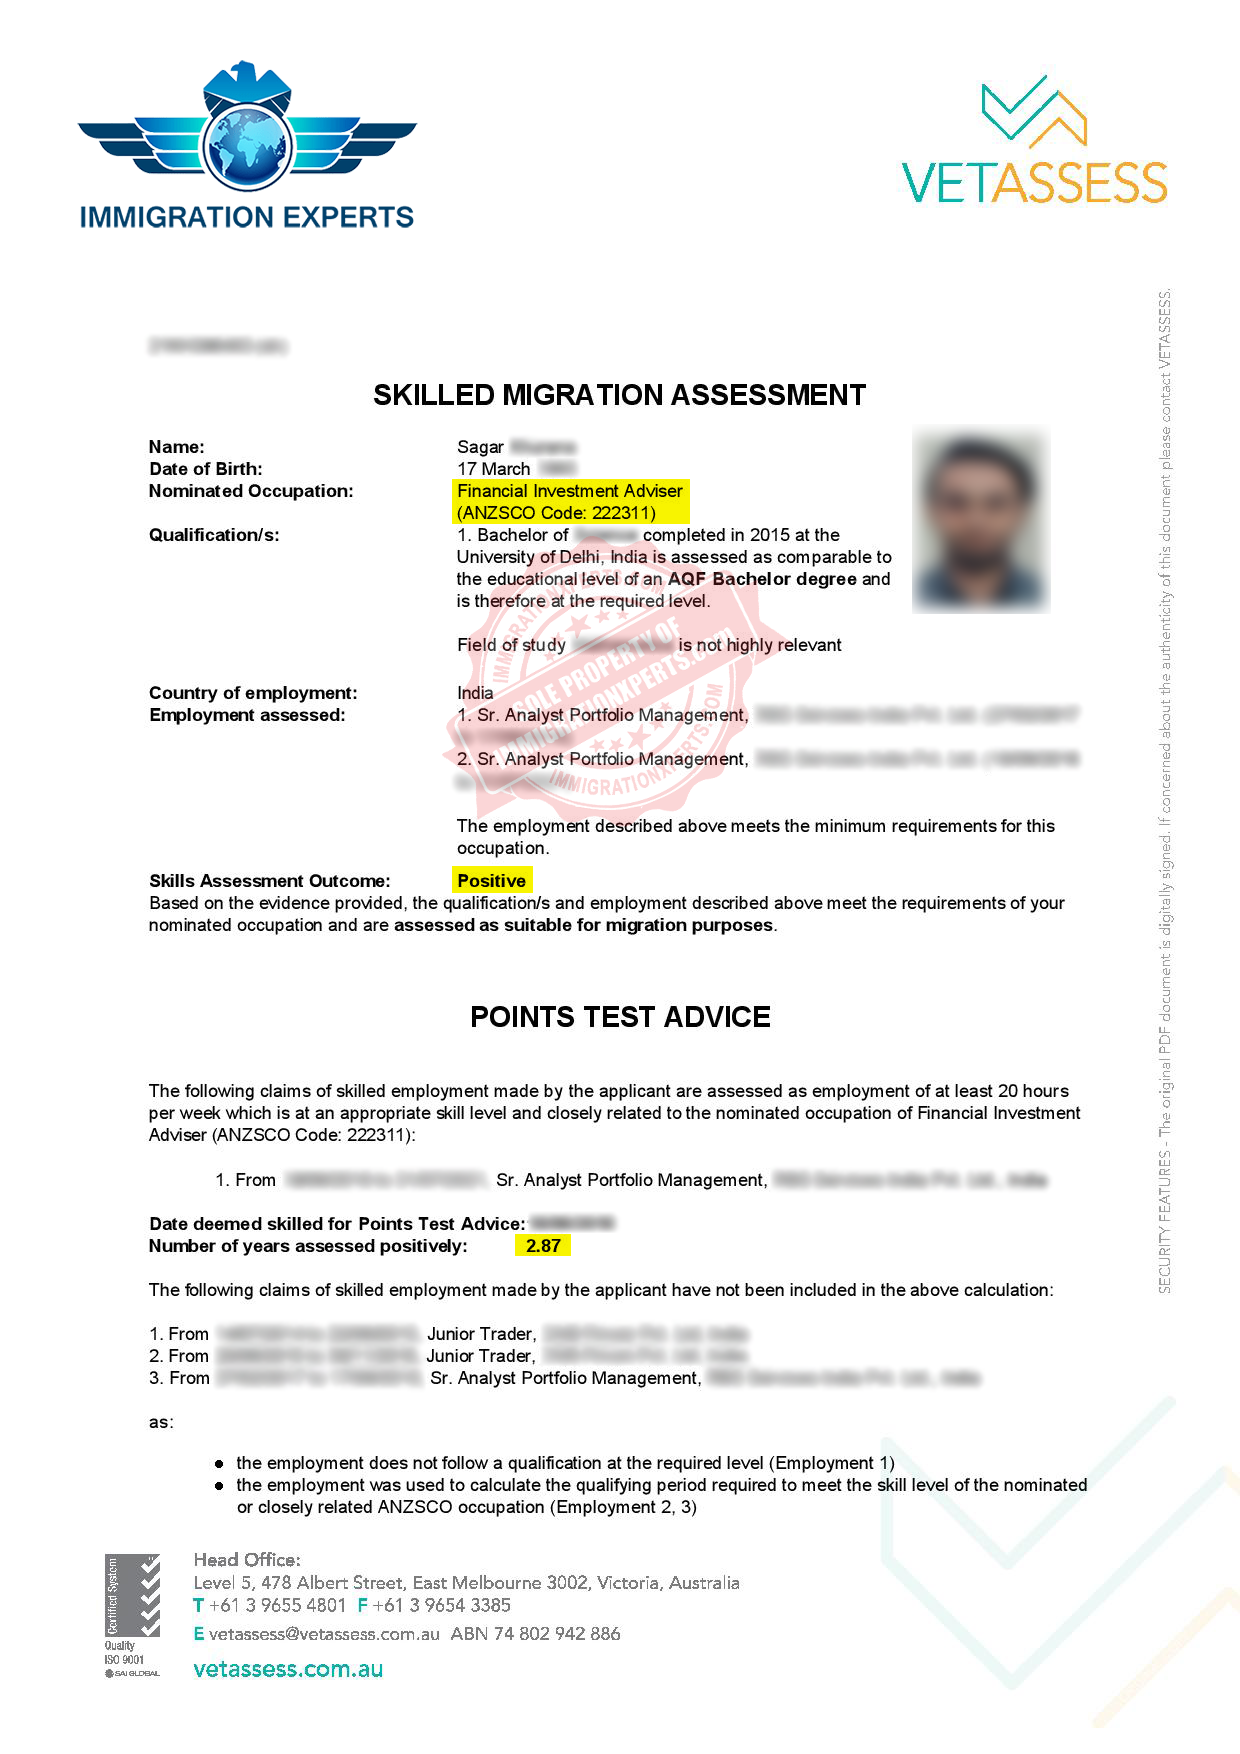 IMMIGRATION EXPERTS
VETASSESS
SKILLED MIGRATION ASSESSMENT
Name: Sagar
Date of Birth: 17 March
Nominated Occupation: Financial Investment Adviser
(ANZSCO Code: 222311)
Qualification/s: 1. Bachelor of completed in 2015 at the
University of Delhi, India is assessed as comparable to
the educational level of an AQF Bachelor degree and
is therefore at the required level.
Field of study is not highly relevant
Country of employment: India
Employment assessed: 1. Sr. Analyst Portfolio Management,
2. Sr. Analyst Portfolio Management,
IMMIGRATIONXPERTS.COM
SOLE PROPERTY OF
IMMIGRATIONXPERTS.com
IMMIGRATIONXPERTS.COM
The employment described above meets the minimum requirements for this
occupation.
Skills Assessment Outcome: Positive
Based on the evidence provided, the qualification/s and employment described above meet the requirements of your
nominated occupation and are assessed as suitable for migration purposes.
POINTS TEST ADVICE
The following claims of skilled employment made by the applicant are assessed as employment of at least 20 hours
per week which is at an appropriate skill level and closely related to the nominated occupation of Financial Investment
Adviser (ANZSCO Code: 222311):
1. From Sr. Analyst Portfolio Management,
Date deemed skilled for Points Test Advice:
Number of years assessed positively: 2.87
The following claims of skilled employment made by the applicant have not been included in the above calculation:
1. From Junior Trader,
2. From Junior Trader,
3. From Sr. Analyst Portfolio Management,
as:
● the employment does not follow a qualification at the required level (Employment 1)
● the employment was used to calculate the qualifying period required to meet the skill level of the nominated
or closely related ANZSCO occupation (Employment 2, 3)
SECURITY FEATURES - The original PDF document is digitally signed. If concerned about the authenticity of this document please contact VETASSESS.
Certified System
Quality
ISO 9001
SAI GLOBAL
Head Office:
Level 5, 478 Albert Street, East Melbourne 3002, Victoria, Australia
T +61 3 9655 4801 F +61 3 9654 3385
E vetassess@vetassess.com.au ABN 74 802 942 886
vetassess.com.au